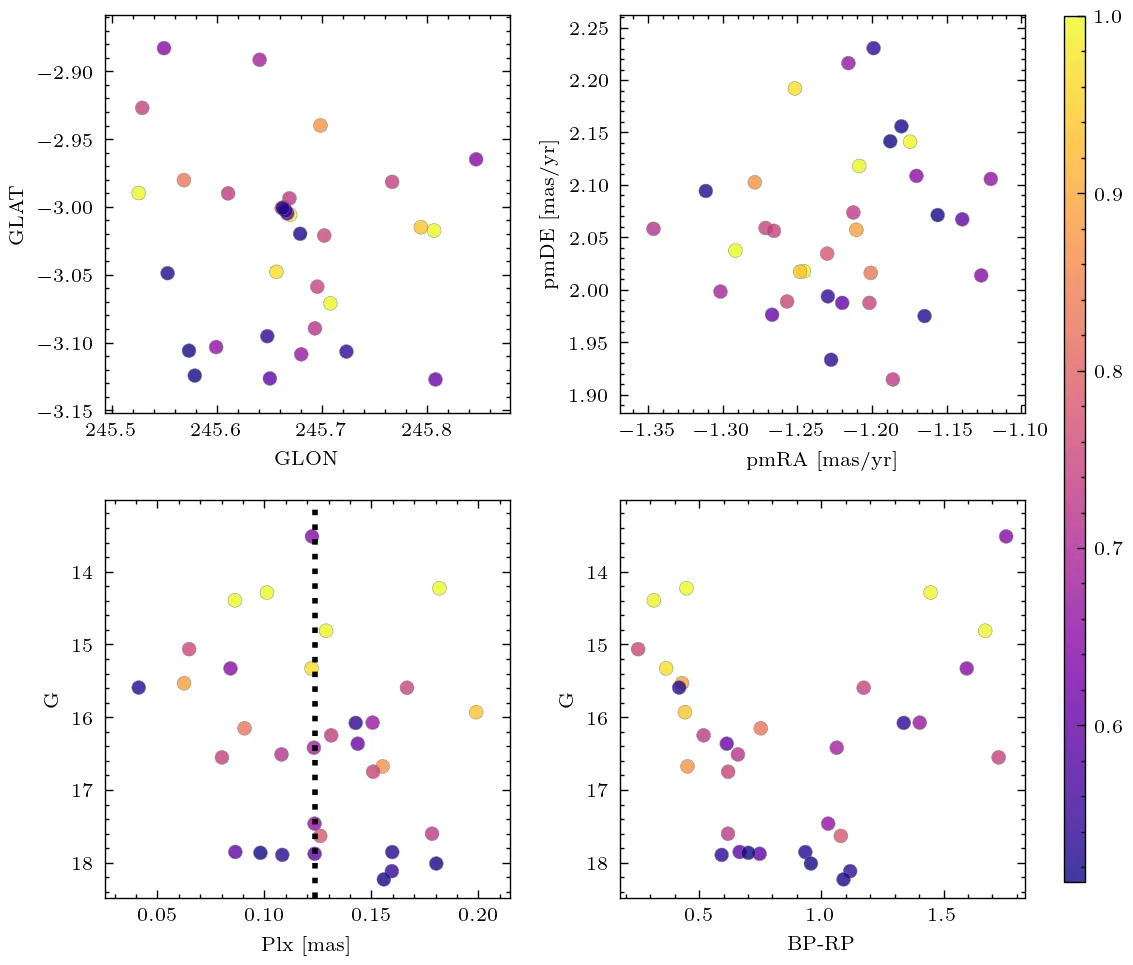 −2.90
−2.95
−3.00
−3.05
−3.10
−3.15
GLAT
245.5 245.6 245.7 245.8
GLON
2.25
2.20
2.15
2.10
2.05
2.00
1.95
1.90
pmDE [mas/yr]
−1.35 −1.30 −1.25 −1.20 −1.15 −1.10
pmRA [mas/yr]
1.0
0.9
0.8
0.7
0.6
14
15
16
17
18
G
0.05 0.10 0.15 0.20
Plx [mas]
14
15
16
17
18
G
0.5 1.0 1.5
BP-RP